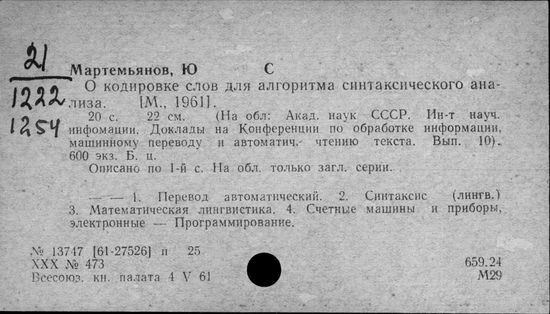 21
1222
1254
Мартемьянов, Ю С
О кодировке слов для алгоритма синтаксического ана-
лиза. [М., 1961].
20 с. 22 см. (На обл: Акад. наук СССР. Ин-т науч.
инфомации. Доклады на Конференции по обработке информации,
машинному переводу и автоматич. чтению текста. Вып. 10).
600 экз. Б. ц.
Описано по 1-й с. На обл. только загл. серии.
— — 1. Перевод автоматический. 2. Синтаксис (лингв.)
3. Математическая лингвистика. 4. Счетные машины и приборы,
электронные — Программирование.
№ 13747 [61-27526] п 25
XXX № 473
659.24
Всесоюз. кн. палата 4 V 61
М29